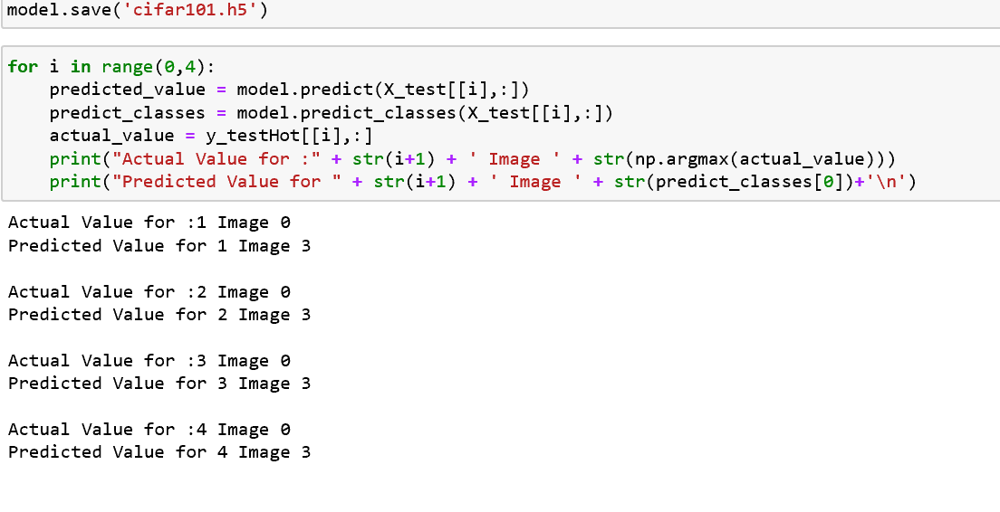 model.save('cifar101.h5')
for i in range(0,4):
    predicted_value = model.predict(X_test[[i],:])
    predict_classes = model.predict_classes(X_test[[i],:])
    actual_value = y_testHot[[i],:]
    print("Actual Value for :" + str(i+1) + ' Image ' + str(np.argmax(actual_value)))
    print("Predicted Value for " + str(i+1) + ' Image ' + str(predict_classes[0])+'\n')
Actual Value for :1 Image 0
Predicted Value for 1 Image 3
Actual Value for :2 Image 0
Predicted Value for 2 Image 3
Actual Value for :3 Image 0
Predicted Value for 3 Image 3
Actual Value for :4 Image 0
Predicted Value for 4 Image 3